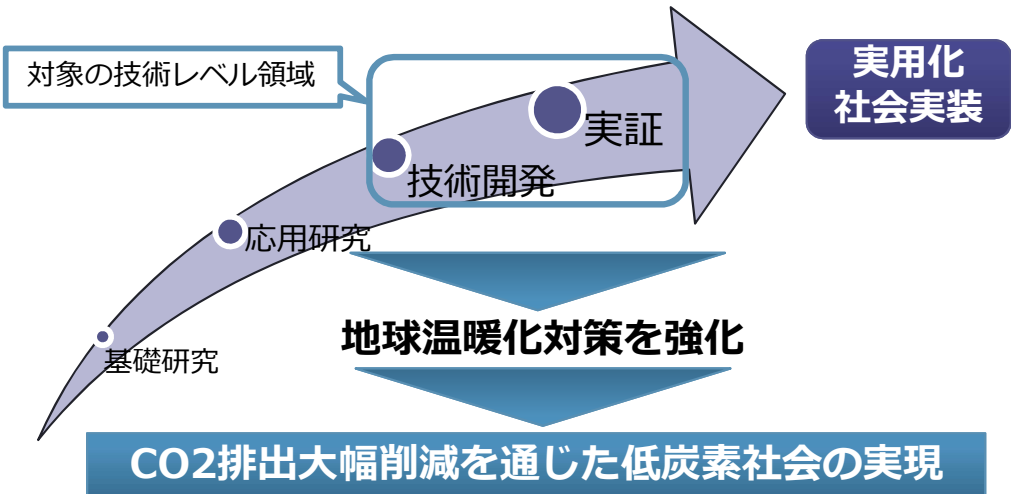 対象の技術レベル領域
実用化
社会実装
実証
技術開発
応用研究
基礎研究
地球温暖化対策を強化
CO2排出大幅削減を通じた低炭素社会の実現